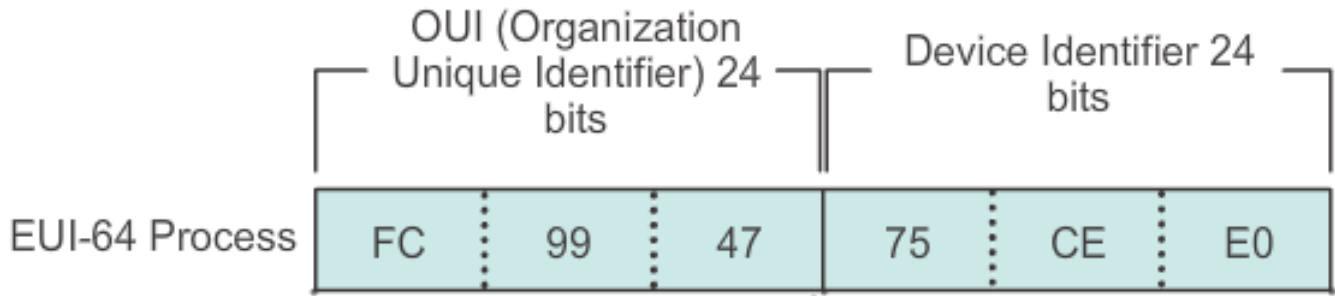 OUI (Organization
Unique Identifier) 24
bits
Device Identifier 24
bits
EUI-64 Process FC 99 47 75 CE E0